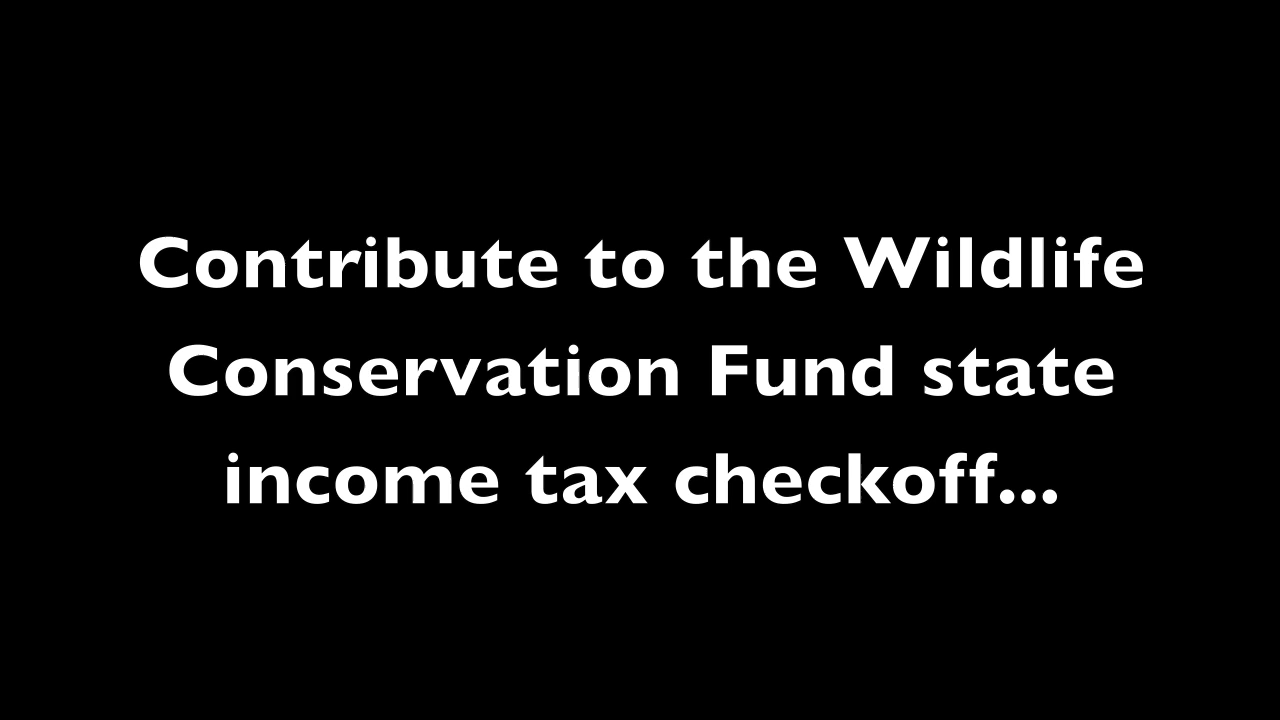 Contribute to the Wildlife
Conservation Fund state
income tax checkoff...